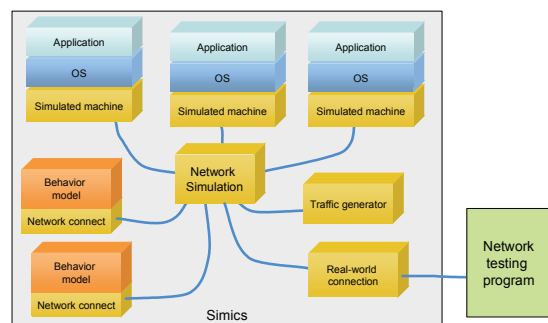 Application
Application
Application
OS
OS
OS
Simulated machine
Simulated machine
Simulated machine
Network
Simulation
Behavior
model
Network connect
Traffic generator
Behavior
model
Network connect
Real-world
connection
Network
testing
program
Simics